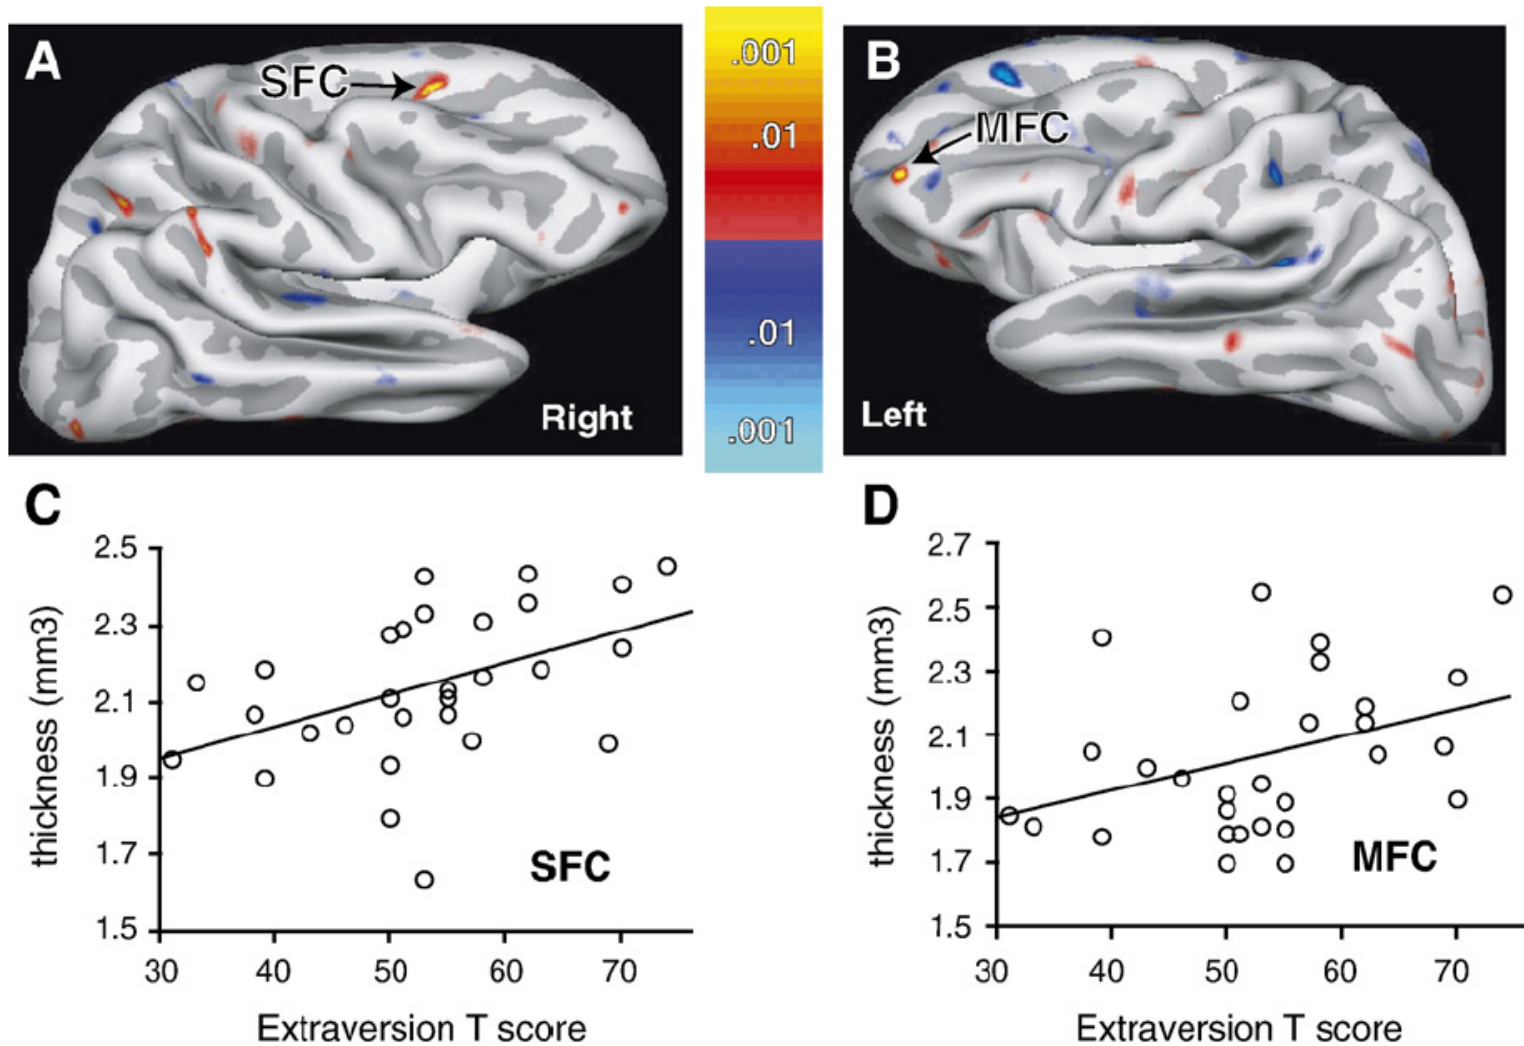 A
SFC
Right
.001
.01
.01
.001
B
MFC
Left
C
thickness (mm3)
2.5
2.3
2.1
1.9
1.7
1.5
SFC
30 40 50 60 70
Extraversion T score
D
thickness (mm3)
2.7
2.5
2.3
2.1
1.9
1.7
1.5
MFC
30 40 50 60 70
Extraversion T score